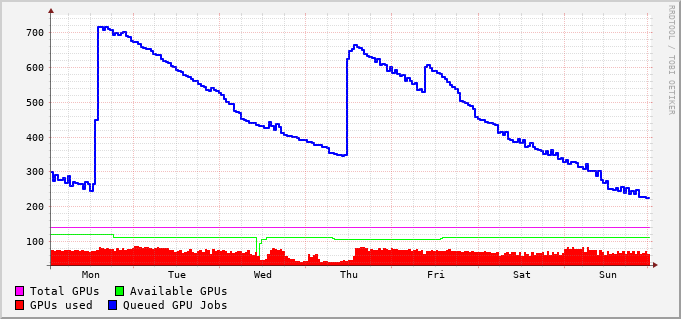 RRDTOOL / TOBI OETIKER
700
600
500
400
300
200
100
Mon Tue Wed Thu Fri Sat Sun
Total GPUs Available GPUs
GPUs used Queued GPU Jobs